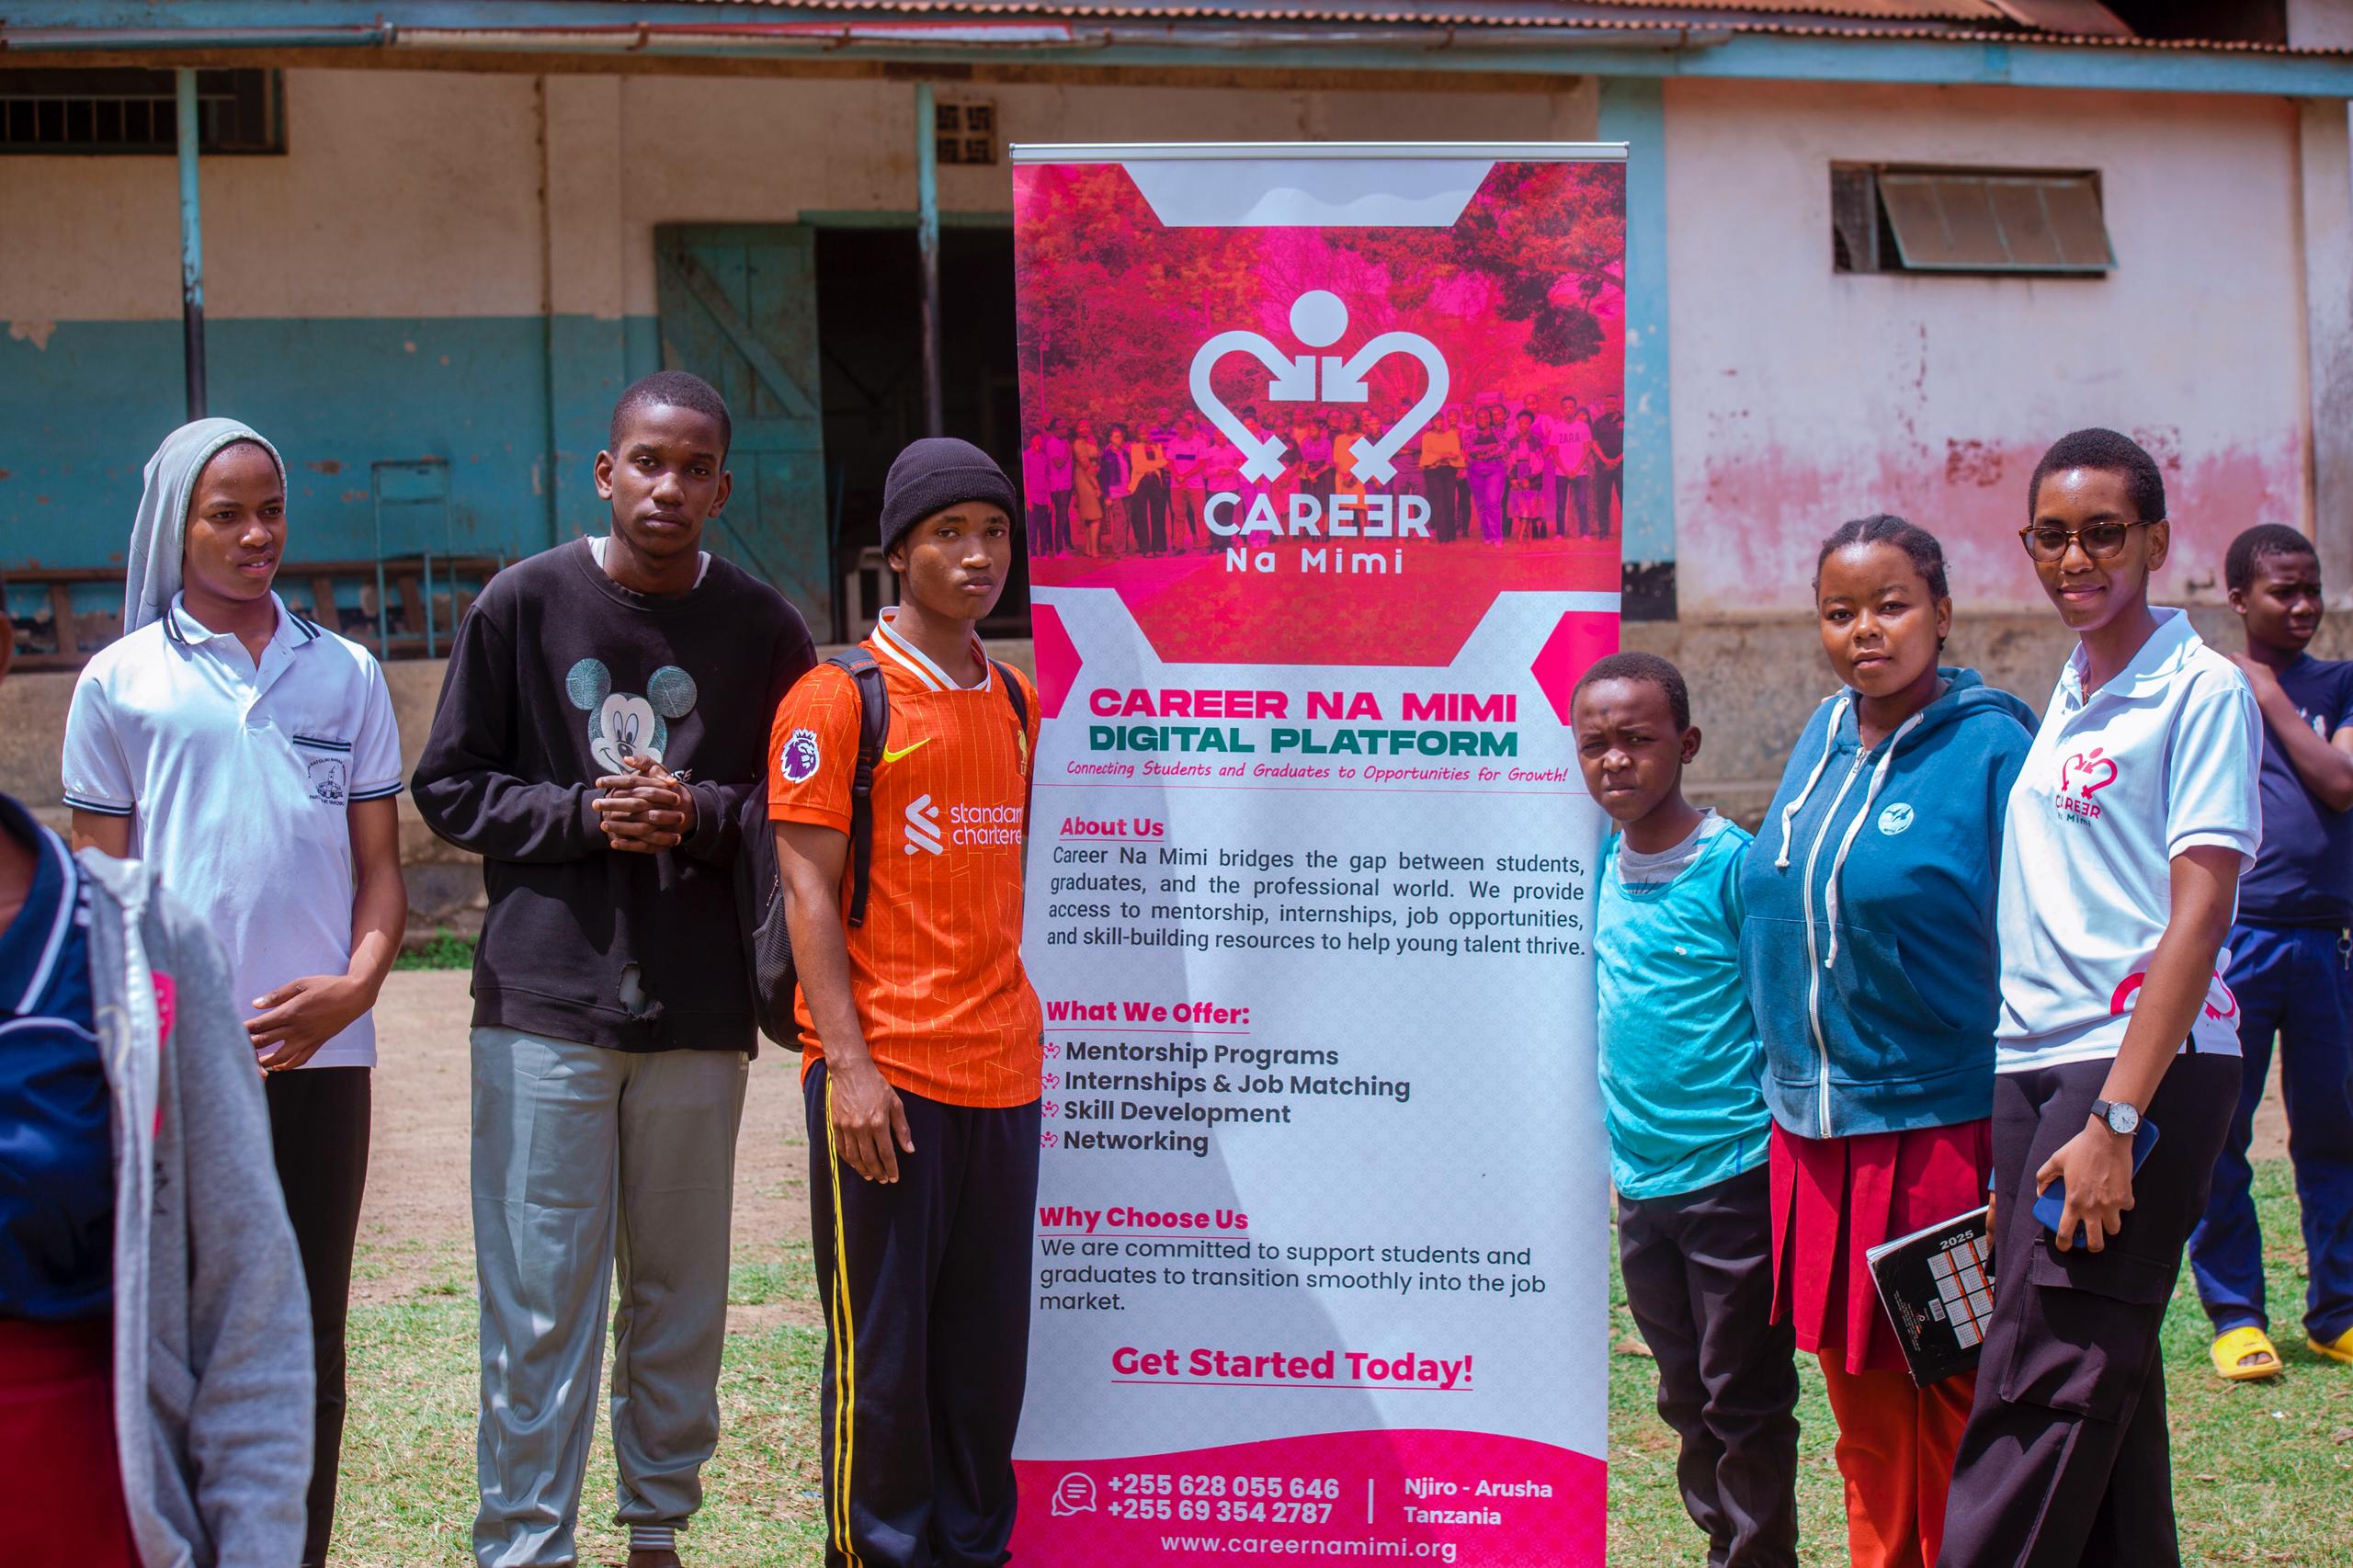 CAREER
Na Mimi
ZARA
CAREER NA MIMI
DIGITAL PLATFORM
Connecting Students and Graduates to Opportunities for Growth!
About Us
Career Na Mimi bridges the gap between students,
graduates, and the professional world. We provide
access to mentorship, internships, job opportunities,
and skill-building resources to help young talent thrive.
What We Offer:
Mentorship Programs
Internships & Job Matching
Skill Development
Networking
Why Choose Us
We are committed to support students and
graduates to transition smoothly into the job
market.
Get Started Today!
+255 628 055 646
+255 69 354 2787
Njiro - Arusha
Tanzania
www.careernamimi.org
standar
chartere
CAREER
Na Mimi
2025